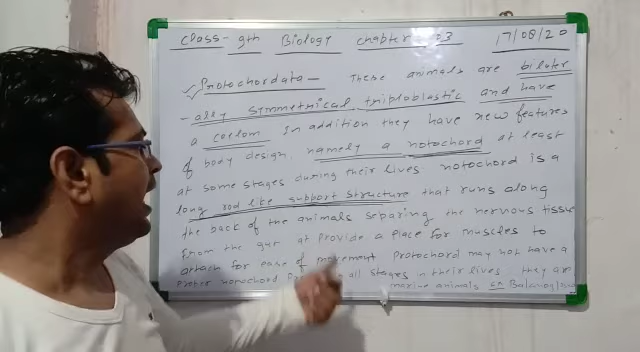 Class - 9th Biology Chapter 03 17/08/20
Protochordata - These animals are bilater
- ally symmetrical, triploblastic and have
a coelom In addition they have new features
of body design, namely a notochord at least
at some stages during their lives notochord is a
long rod like support structure that runs along
the back of the animals separing the nervous tissue
from the gut at provide a place for muscles to
attach for ease of movement Protochord may not have a
all stages in their lives. they are
marine animals Balanoglossus